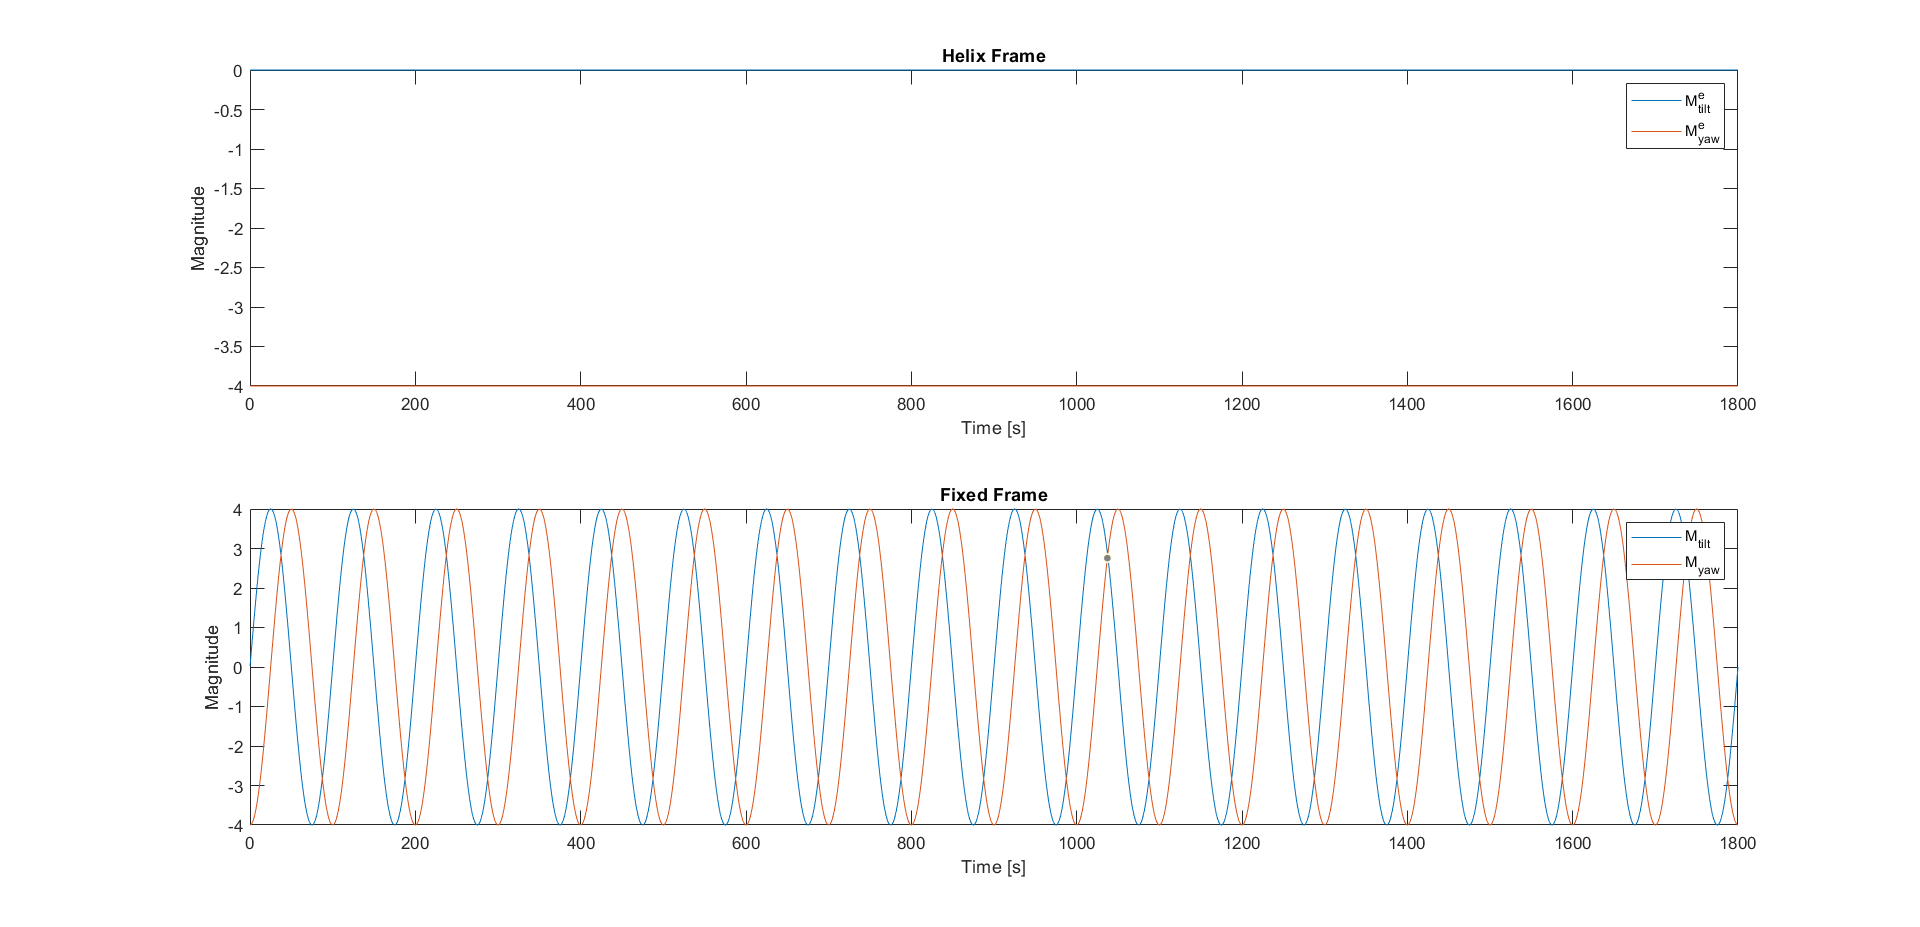 Helix Frame
0
-0.5
-1
-1.5
-2
-2.5
-3
-3.5
-4
Magnitude
M^e_tilt
M^e_yaw
0 200 400 600 800 1000 1200 1400 1600 1800
Time [s]
Fixed Frame
4
3
2
1
0
-1
-2
-3
-4
Magnitude
M_tilt
M_yaw
0 200 400 600 800 1000 1200 1400 1600 1800
Time [s]